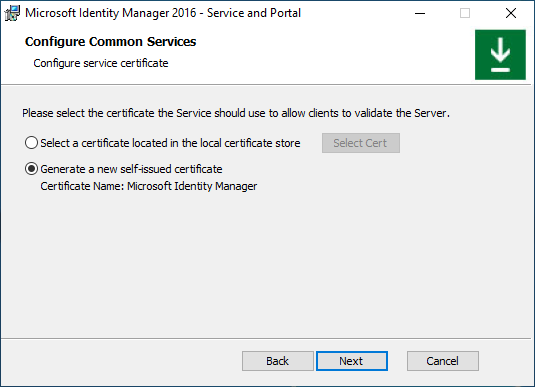 Microsoft Identity Manager 2016 - Service and Portal
Configure Common Services
Configure service certificate
Please select the certificate the Service should use to allow clients to validate the Server.
Select a certificate located in the local certificate store
Select Cert
Generate a new self-issued certificate
Certificate Name: Microsoft Identity Manager
Back
Next
Cancel